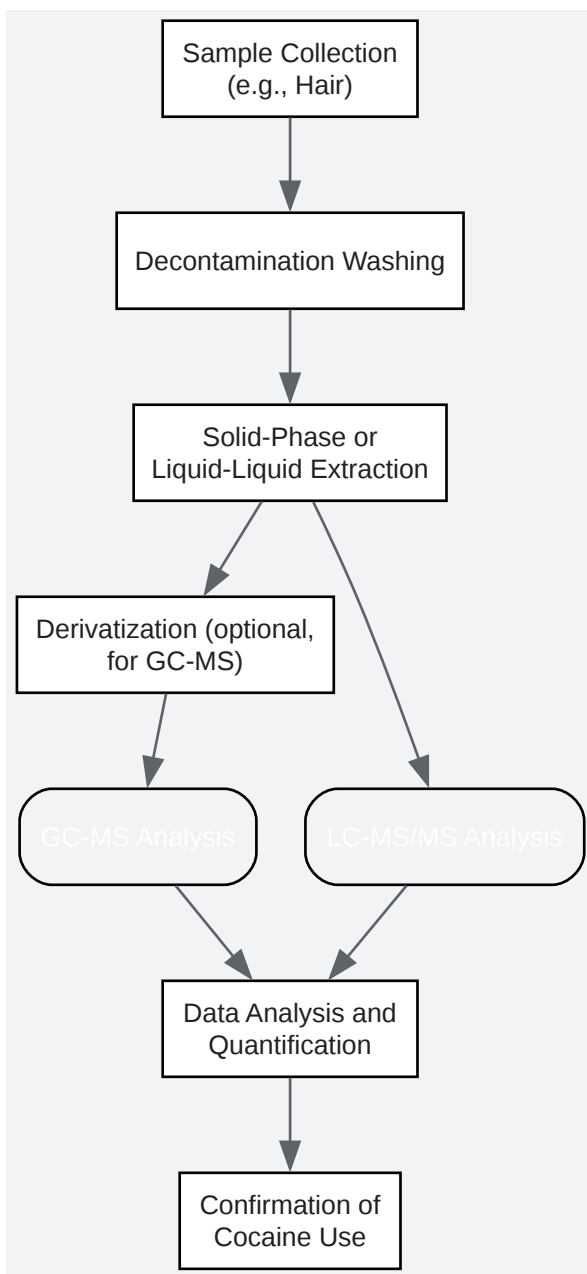 Sample Collection
(e.g., Hair)
Decontamination Washing
Solid-Phase or
Liquid-Liquid Extraction
Derivatization (optional,
for GC-MS)
GC-MS Analysis
LC-MS/MS Analysis
Data Analysis and
Quantification
Confirmation of
Cocaine Use